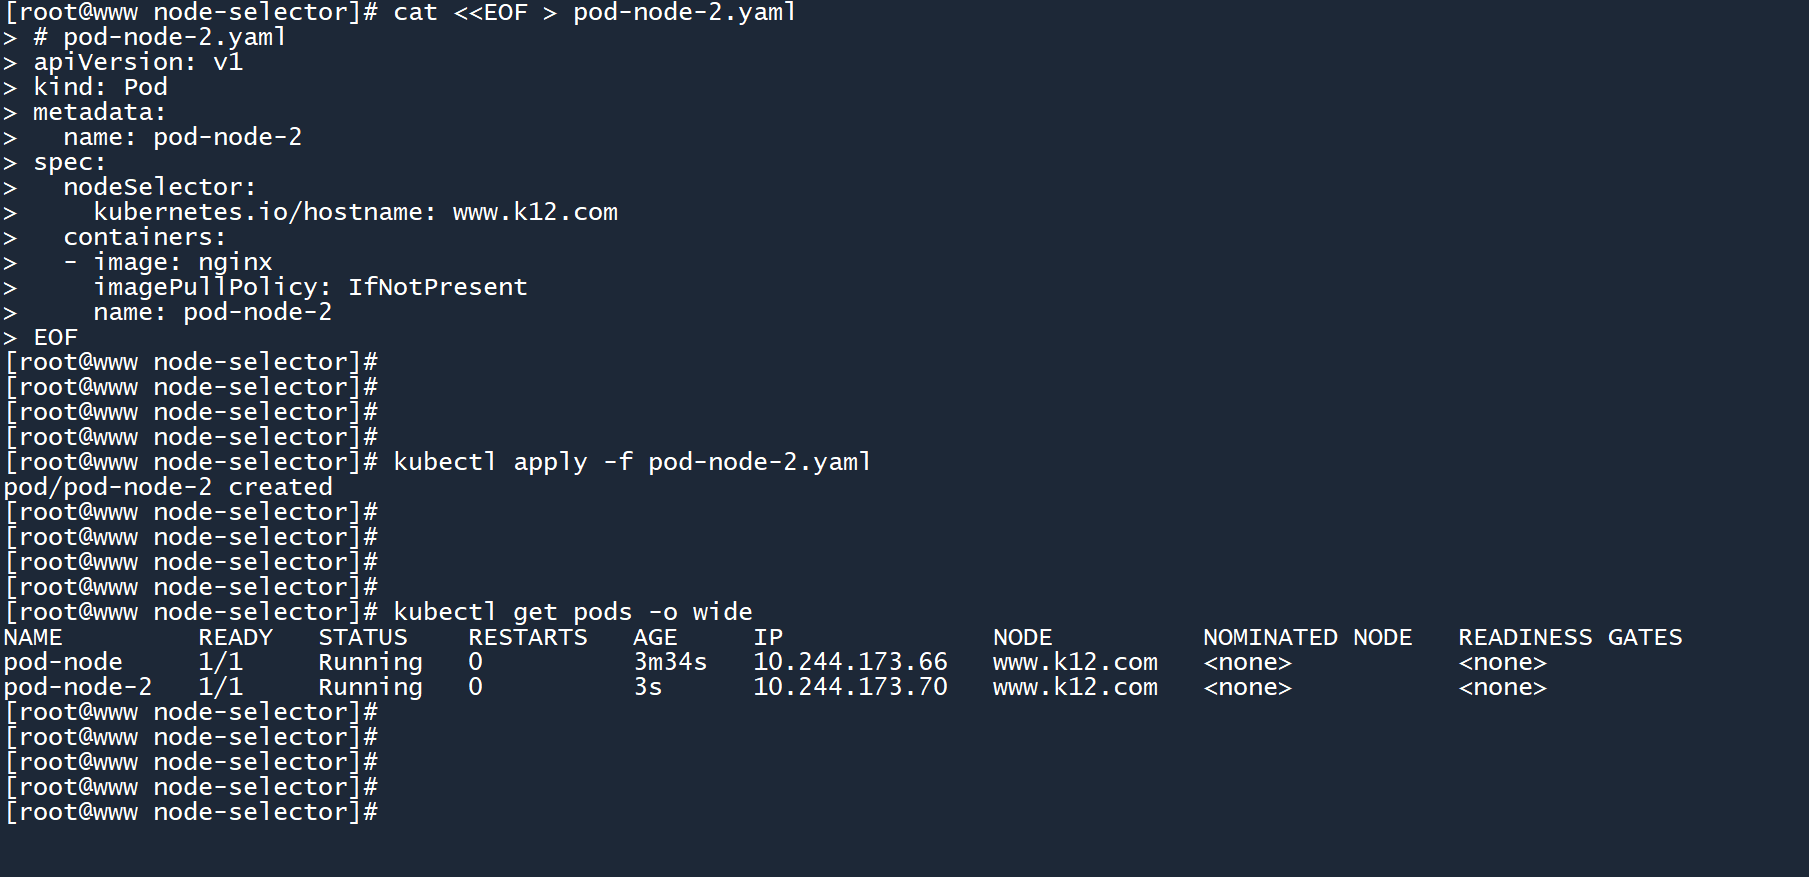 [root@www node-selector]# cat <<EOF > pod-node-2.yaml
> # pod-node-2.yaml
> apiVersion: v1
> kind: Pod
> metadata:
>   name: pod-node-2
> spec:
>   nodeSelector:
>     kubernetes.io/hostname: www.k12.com
>   containers:
>   - image: nginx
>     imagePullPolicy: IfNotPresent
>     name: pod-node-2
> EOF
[root@www node-selector]#
[root@www node-selector]#
[root@www node-selector]#
[root@www node-selector]#
[root@www node-selector]# kubectl apply -f pod-node-2.yaml
pod/pod-node-2 created
[root@www node-selector]#
[root@www node-selector]#
[root@www node-selector]#
[root@www node-selector]#
[root@www node-selector]# kubectl get pods -o wide
NAME         READY   STATUS    RESTARTS   AGE     IP              NODE          NOMINATED NODE   READINESS GATES
pod-node     1/1     Running   0          3m34s   10.244.173.66   www.k12.com   <none>           <none>
pod-node-2   1/1     Running   0          3s      10.244.173.70   www.k12.com   <none>           <none>
[root@www node-selector]#
[root@www node-selector]#
[root@www node-selector]#
[root@www node-selector]#
[root@www node-selector]#